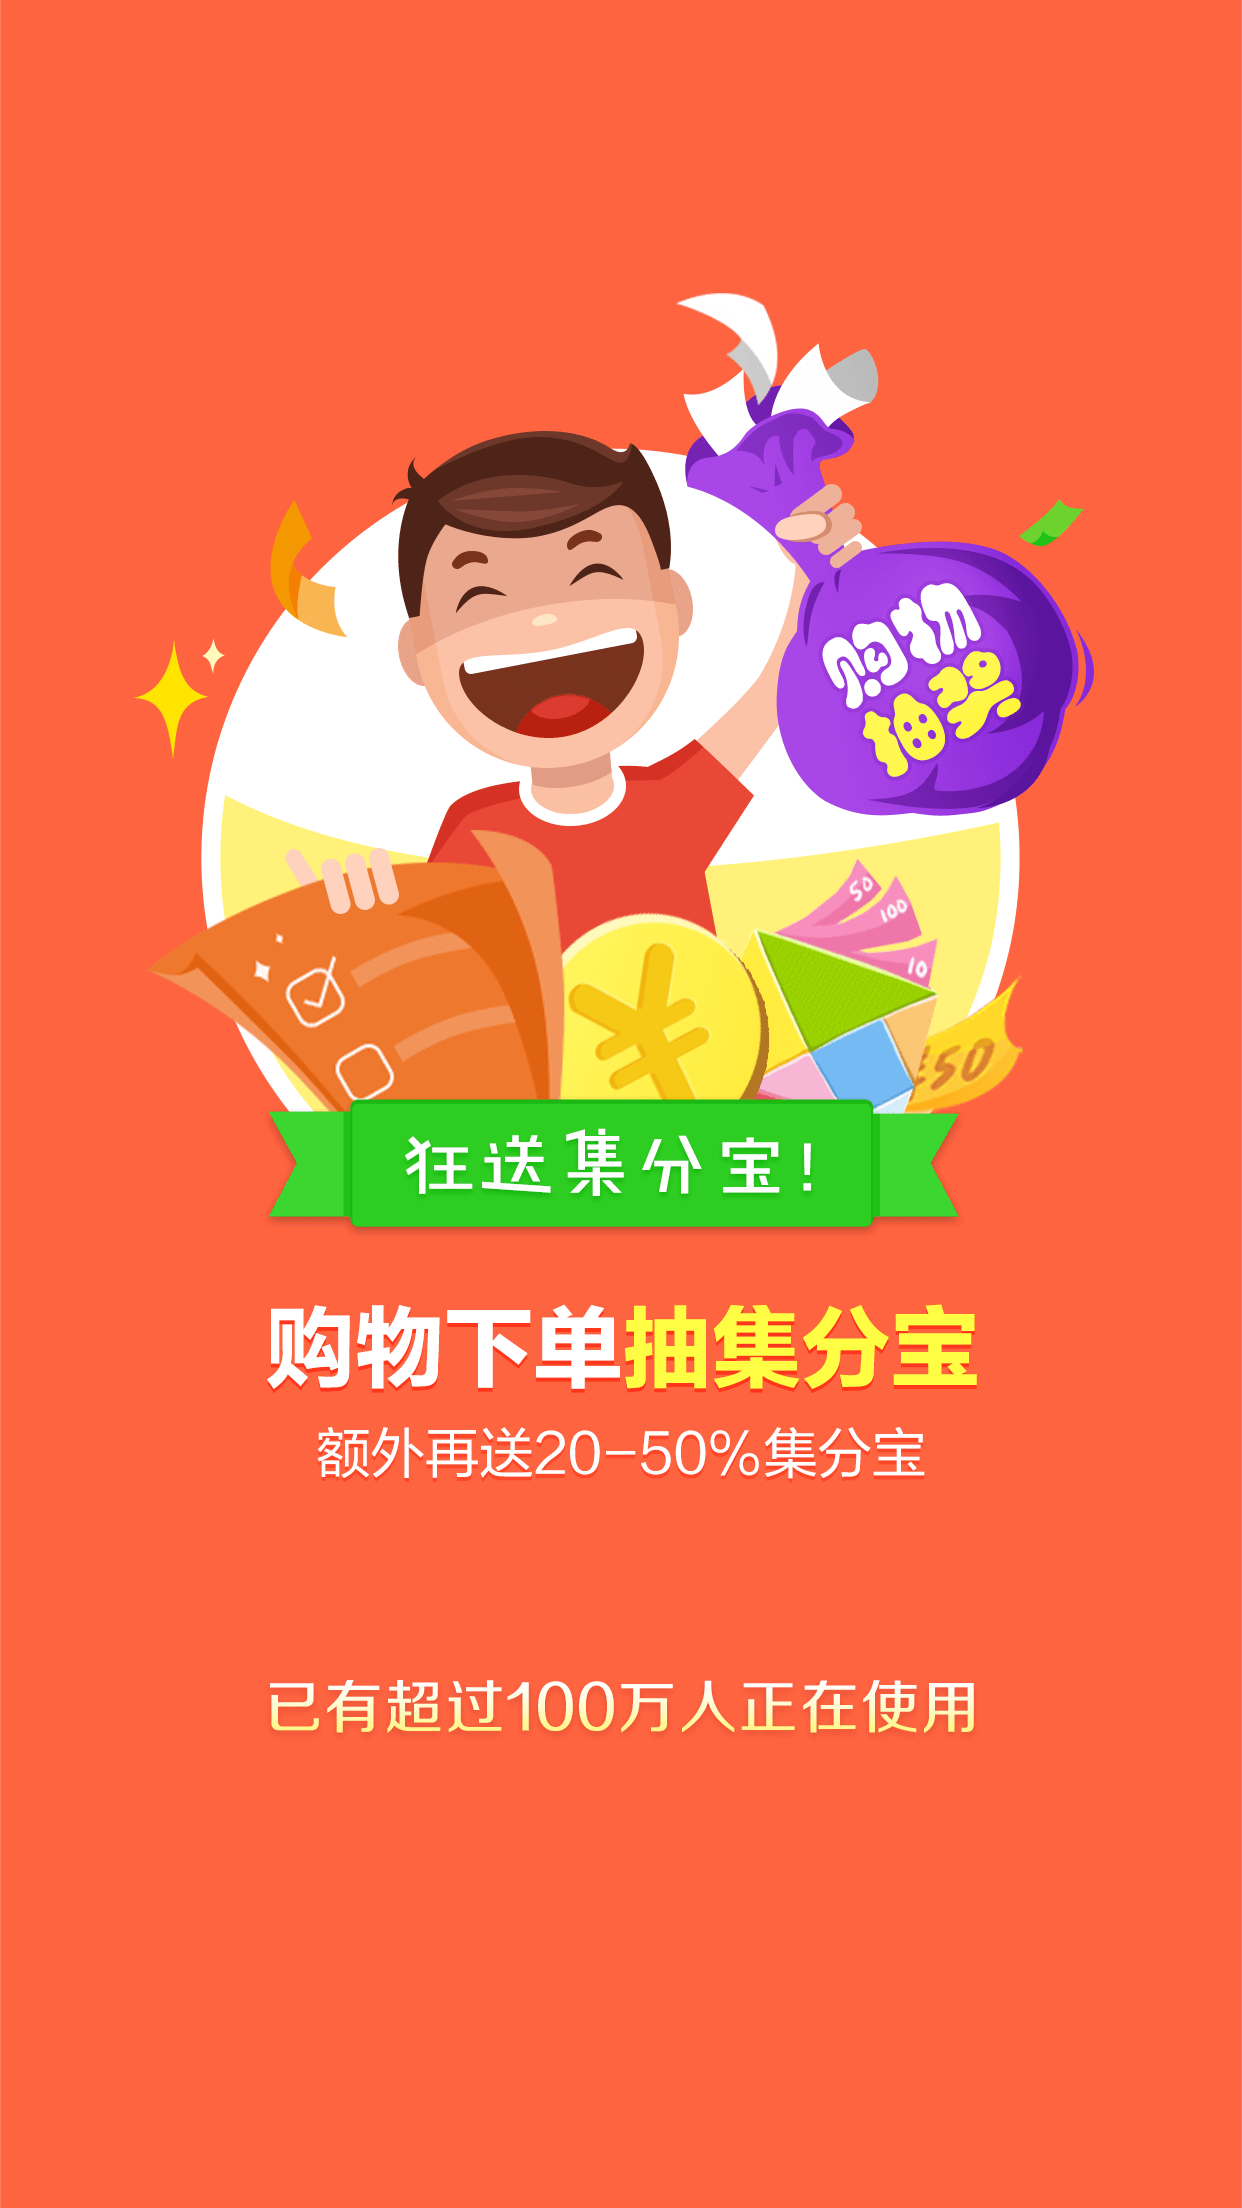 购物
抽奖
50
100
10
¥
¥50
狂送集分宝!
购物下单抽集分宝
额外再送20-50%集分宝
已有超过100万人正在使用